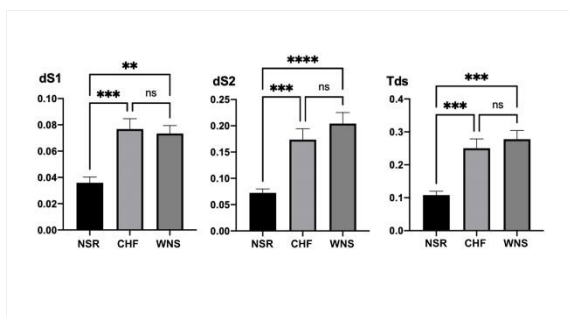 dS1
**
***
ns
0.10
0.08
0.06
0.04
0.02
0.00
NSR CHF WNS
dS2
****
***
ns
0.25
0.20
0.15
0.10
0.05
0.00
NSR CHF WNS
Tds
***
***
ns
0.4
0.3
0.2
0.1
0.0
NSR CHF WNS